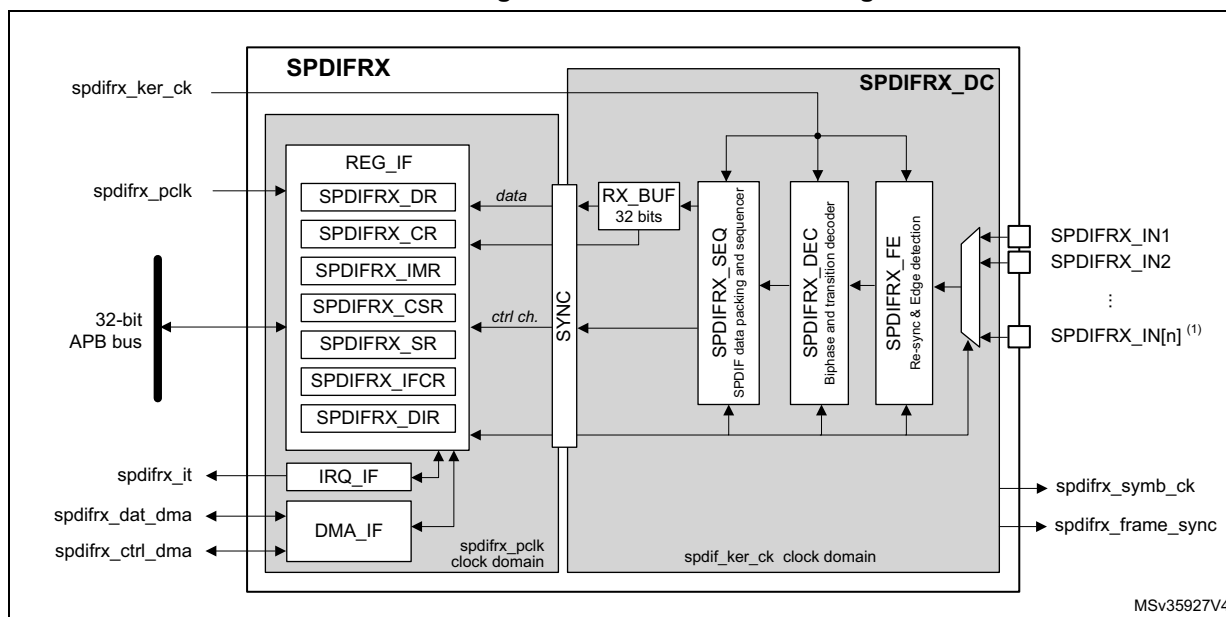 SPDIFRX
SPDIFRX_DC
spdifrx_ker_ck
spdifrx_pclk
32-bit
APB bus
spdifrx_it
spdifrx_dat_dma
spdifrx_ctrl_dma
REG_IF
SPDIFRX_DR
SPDIFRX_CR
SPDIFRX_IMR
SPDIFRX_CSR
SPDIFRX_SR
SPDIFRX_IFCR
SPDIFRX_DIR
IRQ_IF
DMA_IF
spdifrx_pclk
clock domain
data
ctrl ch.
SYNC
RX_BUF
32 bits
SPDIFRX_SEQ
SPDIF data packing and sequencer
SPDIFRX_DEC
Biphase and transition decoder
SPDIFRX_FE
Re-sync & Edge detection
spdif_ker_ck clock domain
SPDIFRX_IN1
SPDIFRX_IN2
⋮
SPDIFRX_IN[n] (1)
spdifrx_symb_ck
spdifrx_frame_sync
MSv35927V4